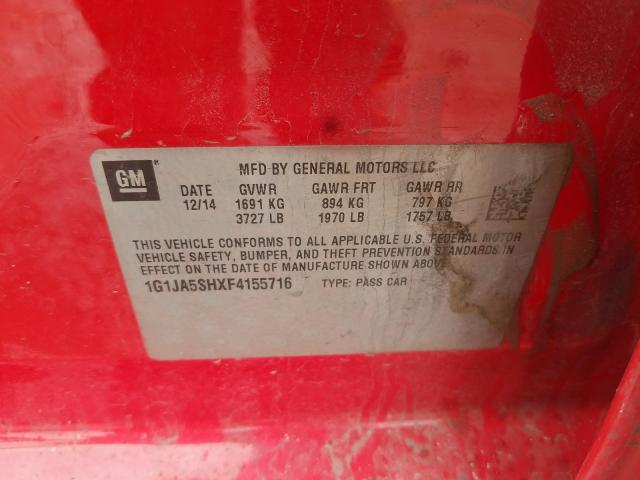 GM
MFD BY GENERAL MOTORS LLC
DATE GVWR GAWR FRT GAWR RR
12/14 1691 KG 894 KG 797 KG
3727 LB 1970 LB 1757 LB
THIS VEHICLE CONFORMS TO ALL APPLICABLE U.S. FEDERAL MOTOR
VEHICLE SAFETY, BUMPER, AND THEFT PREVENTION STANDARDS IN
EFFECT ON THE DATE OF MANUFACTURE SHOWN ABOVE
1G1JA5SHXF4155716 TYPE: PASS CAR